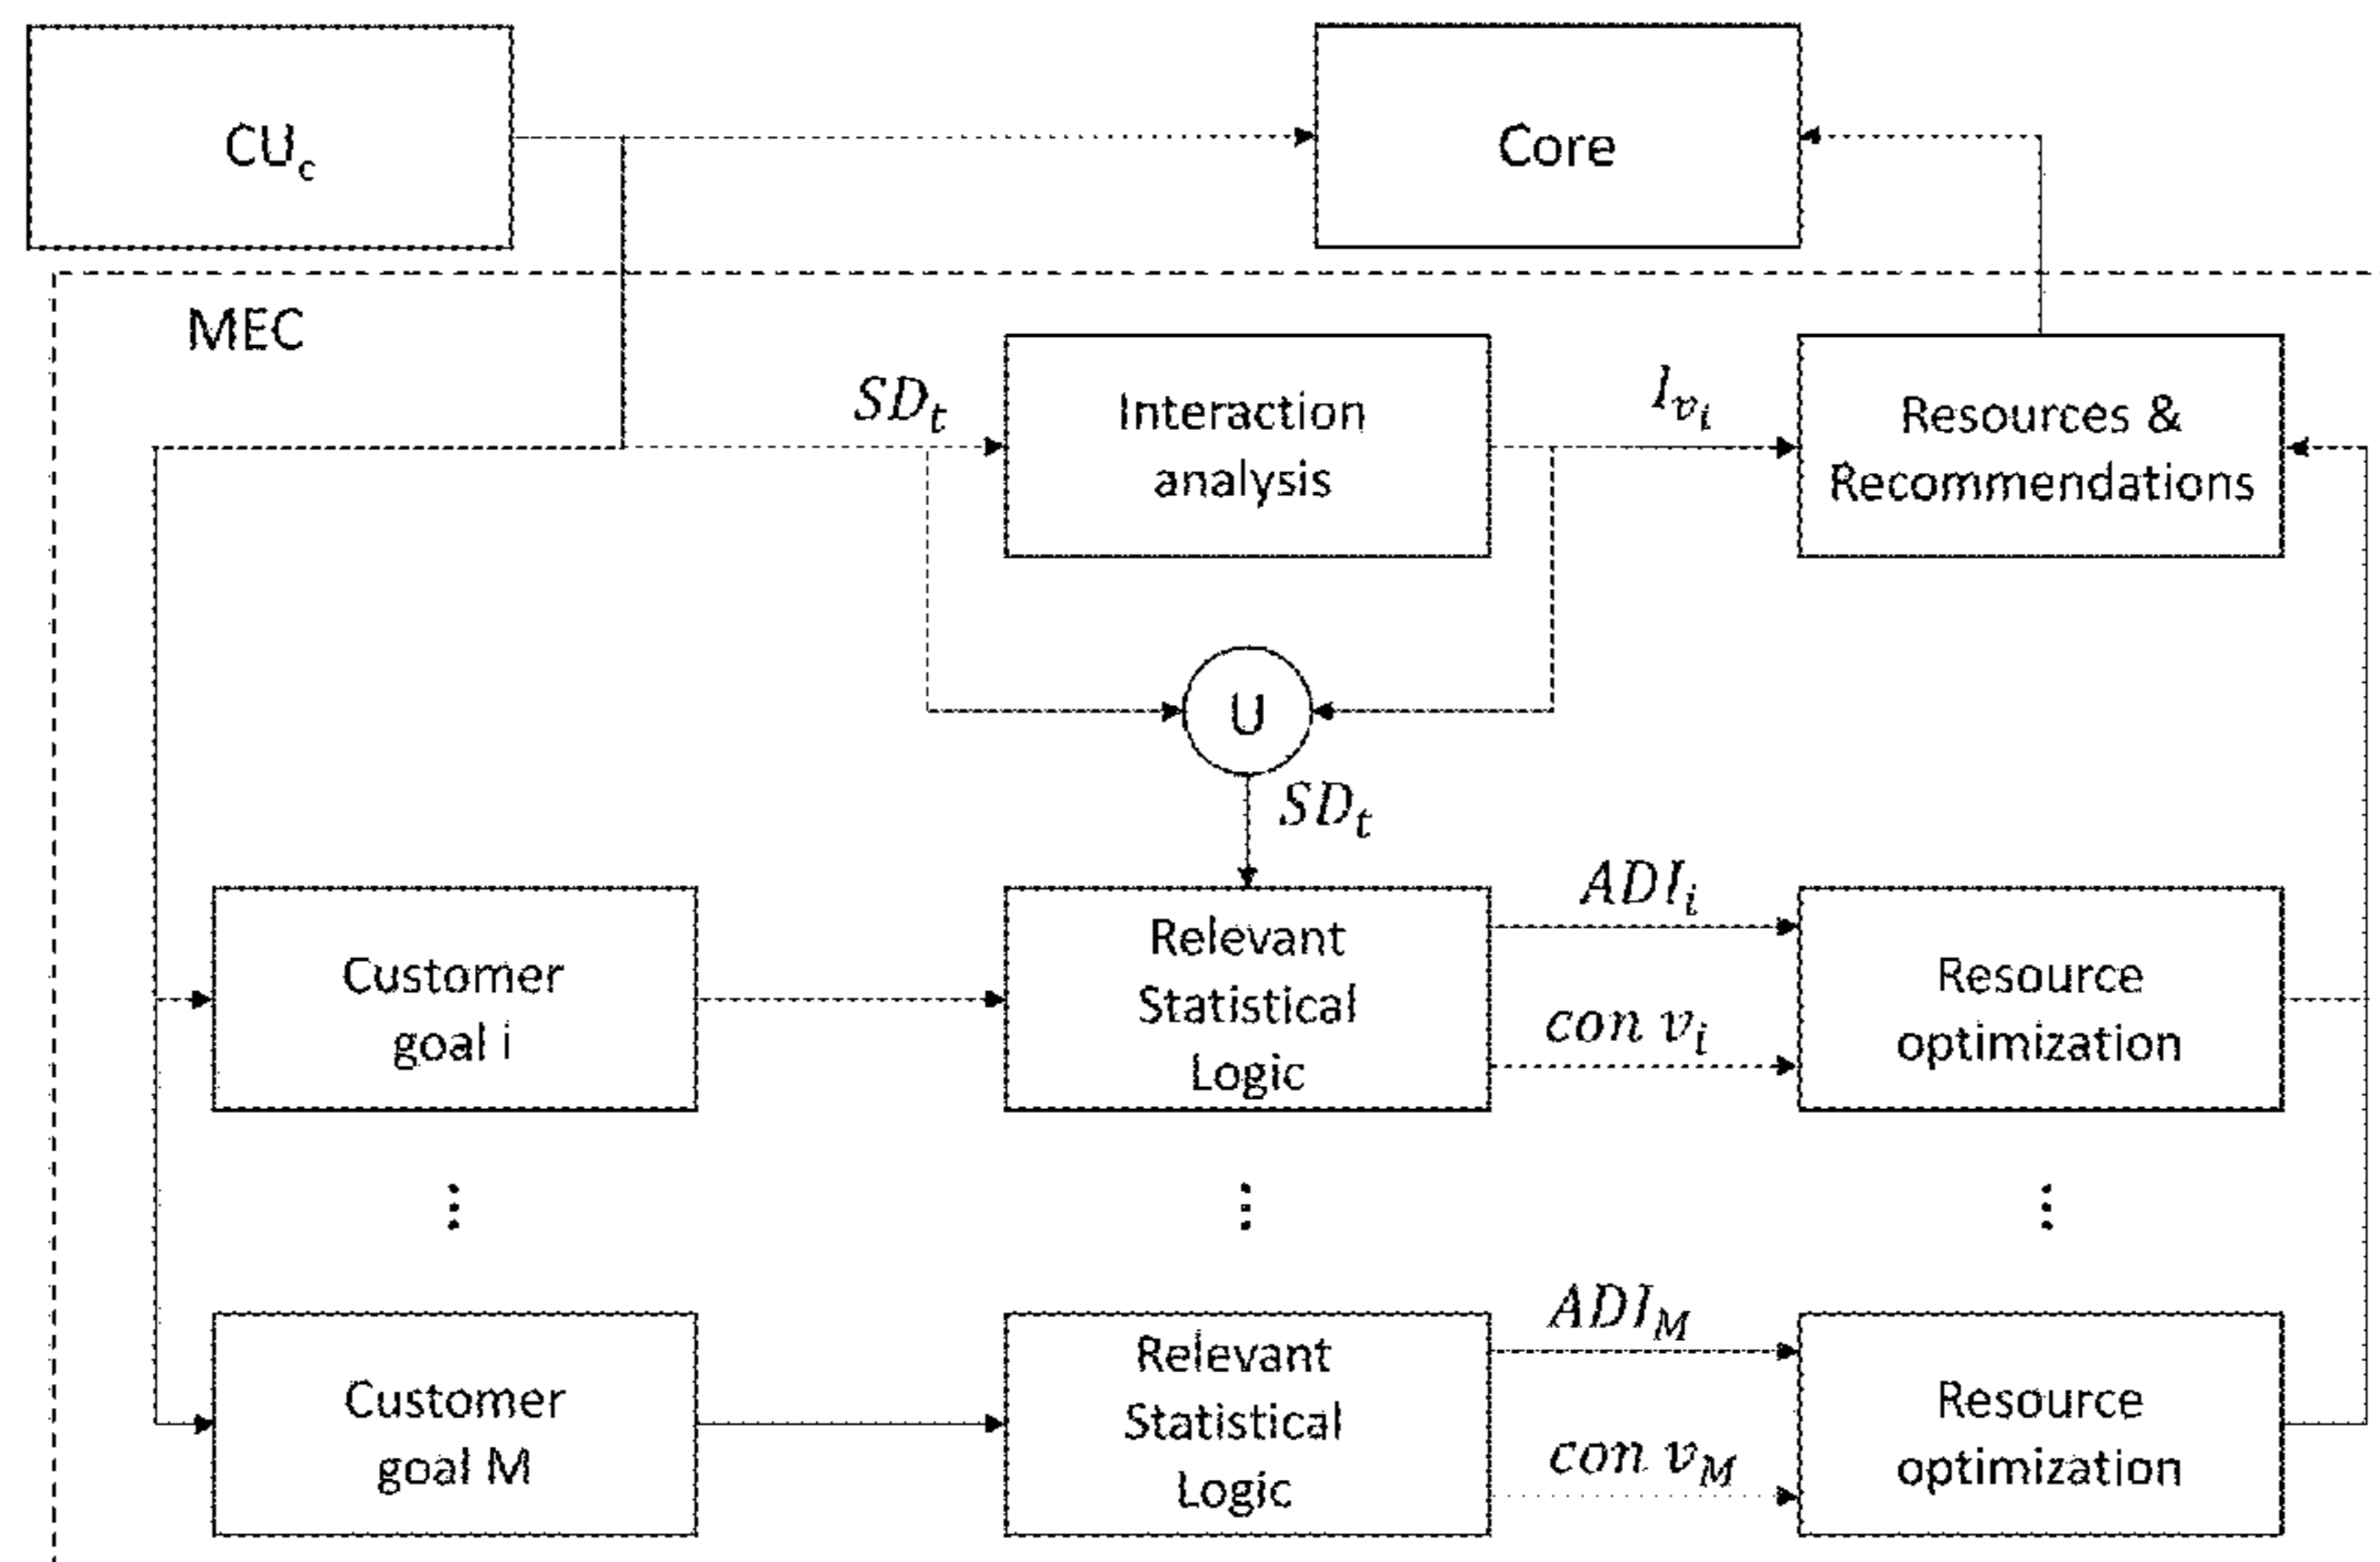 CU_c
Core
MEC
SD_t
Interaction
analysis
I_{v_i}
Resources &
Recommendations
U
SD_t
Customer
goal i
Relevant
Statistical
Logic
ADI_i
con v_i
Resource
optimization
⋮
⋮
⋮
Customer
goal M
Relevant
Statistical
Logic
ADI_M
con v_M
Resource
optimization